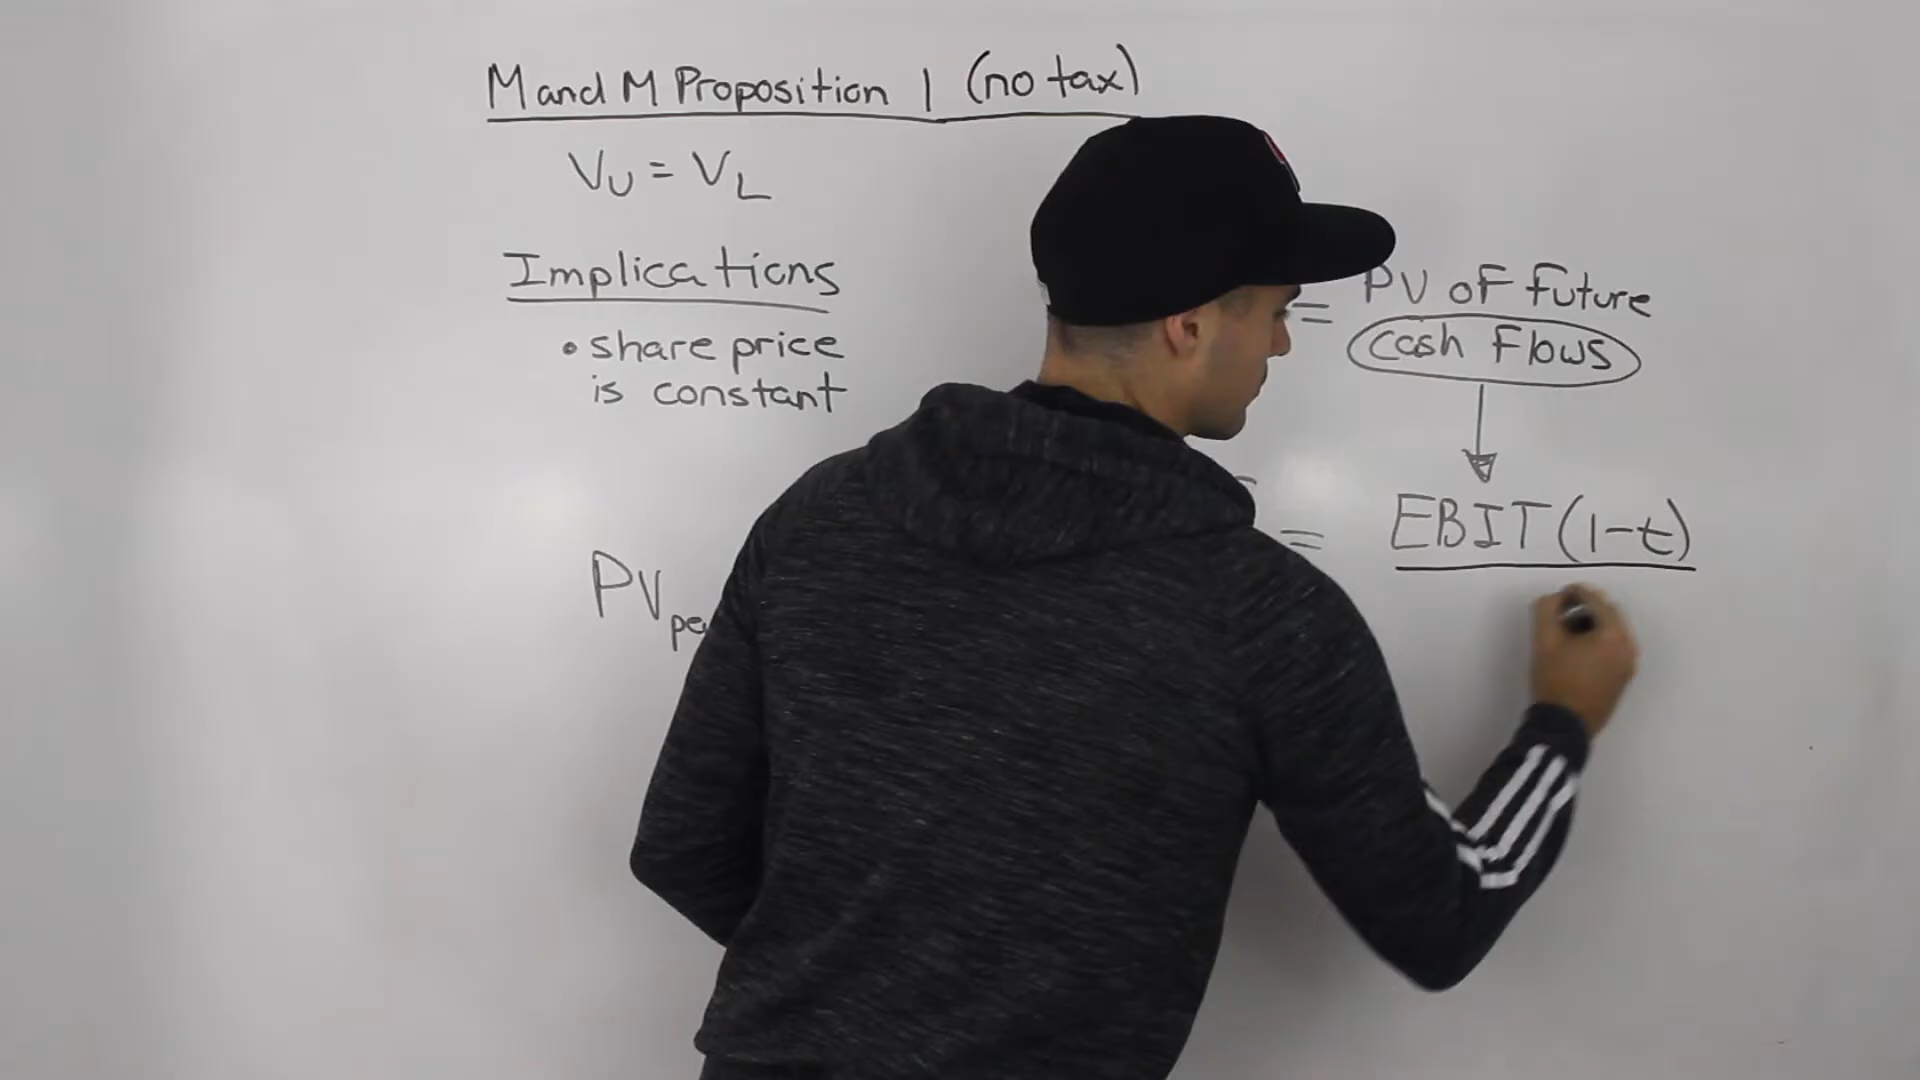 M and M Proposition 1 (no tax)
VU = VL
Implications
• share price
is constant
= PV of future
cash flows
= EBIT(1-t)
PV